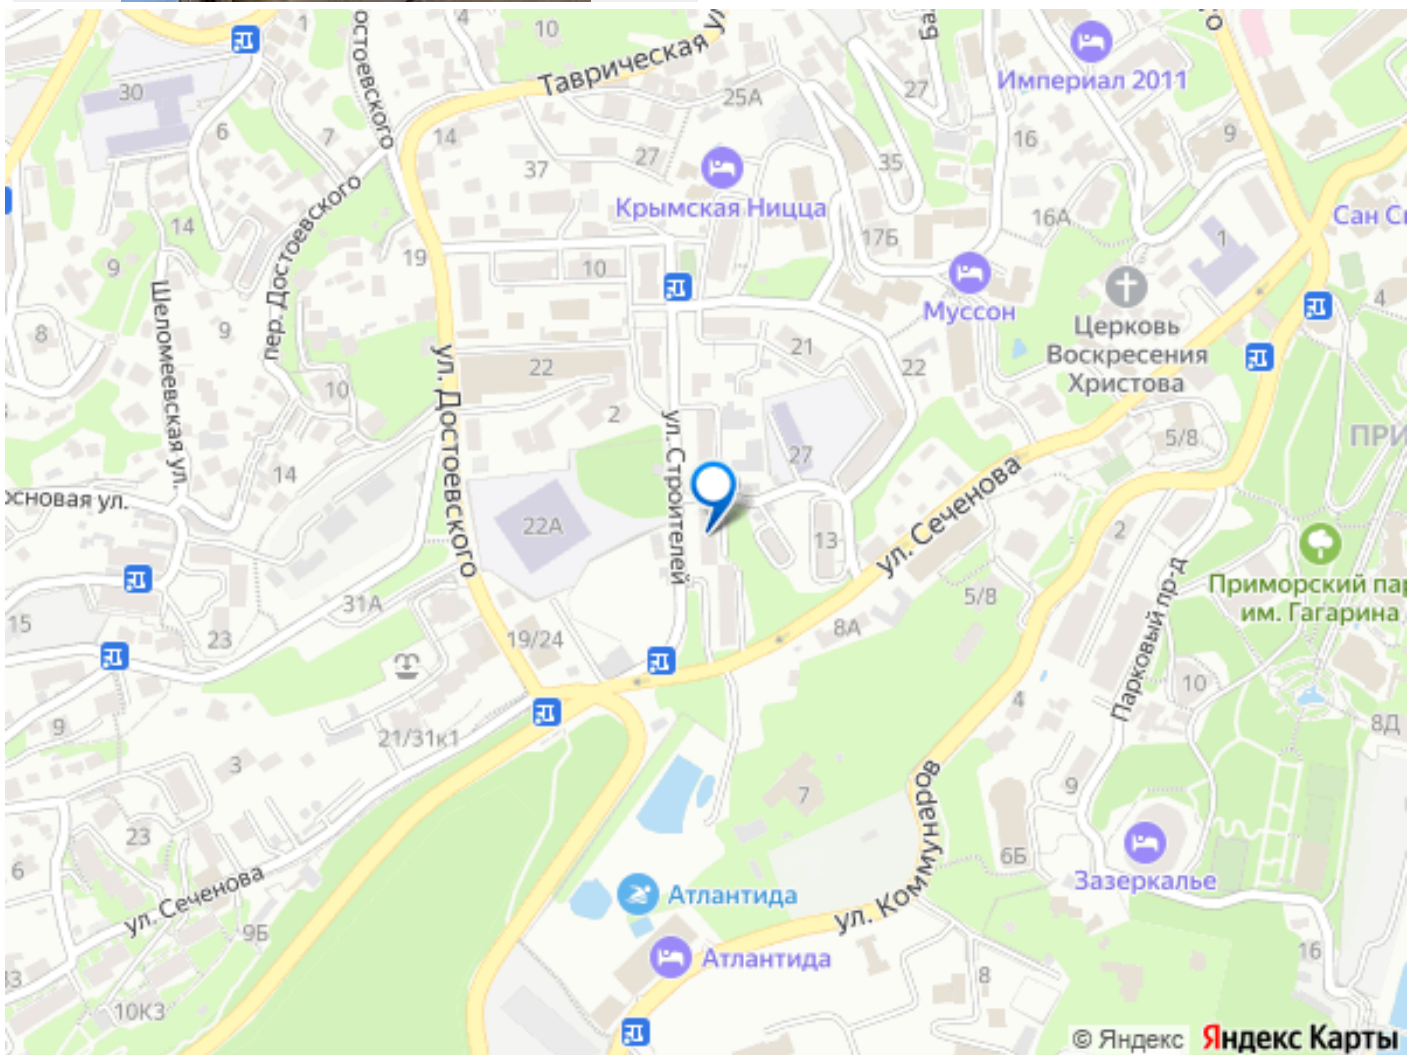 1
10
Таврическая у
30
6
7
14
25А
27
Империал 2011
16
9
35
37
27
Крымская Ницца
остоевского
пер. Достоевского
14
9
19
10
17Б
16А
1
Сан С
Муссон
4
Церковь
Воскресения
Христова
8
9
Шеломеевская ул.
ул. Достоевского
22
21
22
10
2
ул. Строителей
27
5/8
ПРИ
14
основая ул.
22А
13
ул. Сеченова
2
Приморский пар
им. Гагарина
31А
15
23
19/24
8А
5/8
Парковый пр-д
10
4
8Д
9
21/31к1
3
7
9
23
6
6Б
Зазеркалье
ул. Сеченова
9Б
Атлантида
ул. Коммунаров
Атлантида
16
8
10К3
© Яндекс Яндекс Карты